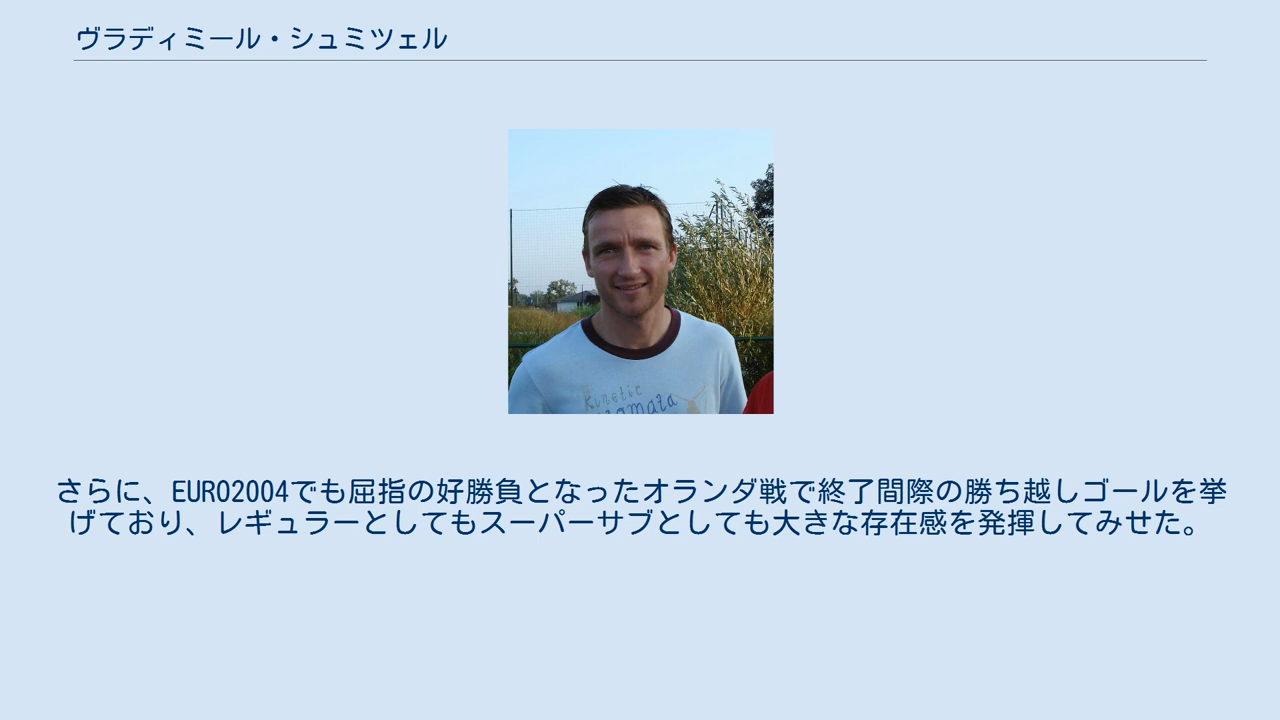 ヴラディミール・シュミツェル
Kinetic
さらに、EURO2004でも屈指の好勝負となったオランダ戦で終了間際の勝ち越しゴールを挙
げており、レギュラーとしてもスーパーサブとしても大きな存在感を発揮してみせた。